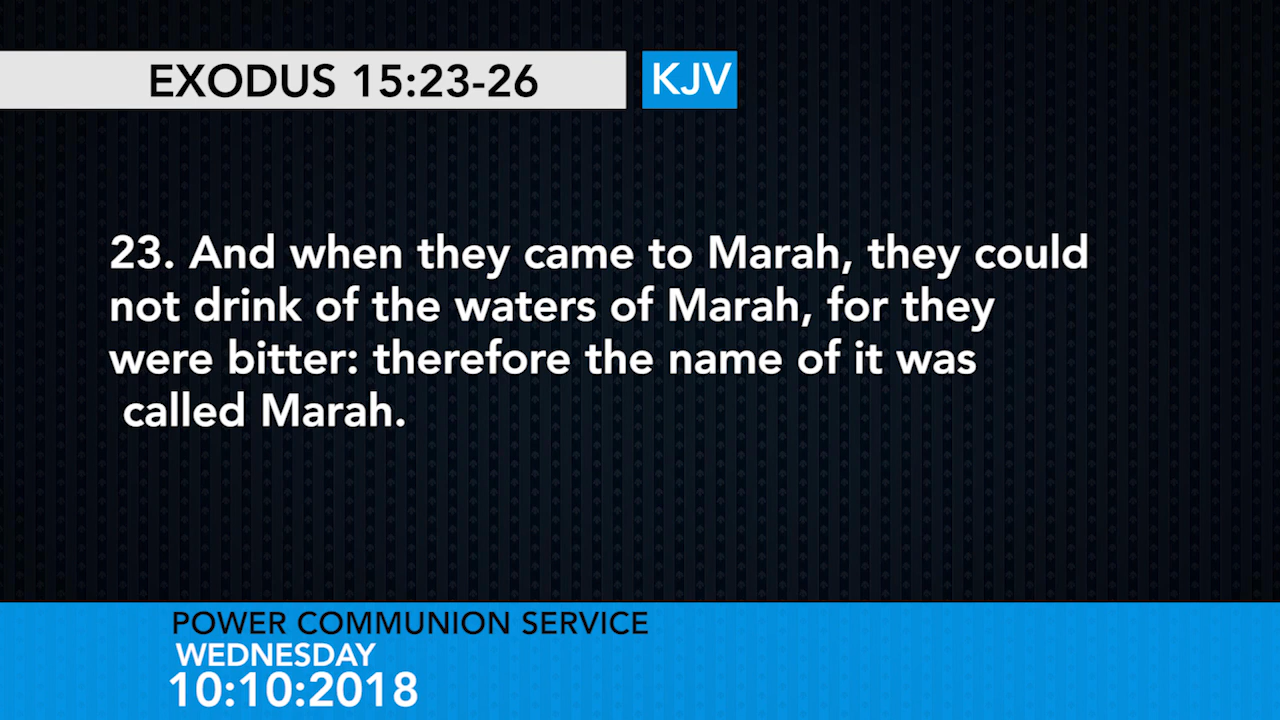 EXODUS 15:23-26 KJV
23. And when they came to Marah, they could
not drink of the waters of Marah, for they
were bitter: therefore the name of it was
called Marah.
POWER COMMUNION SERVICE
WEDNESDAY
10:10:2018